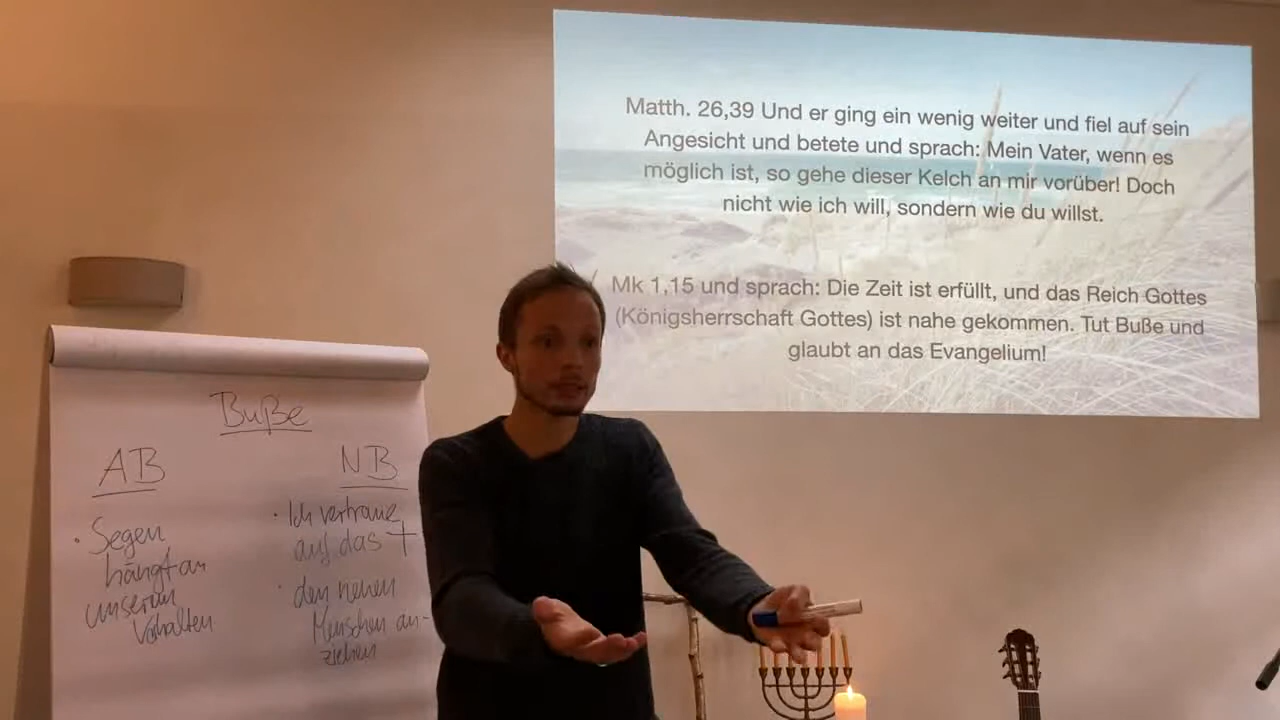 Matth. 26,39 Und er ging ein wenig weiter und fiel auf sein
Angesicht und betete und sprach: Mein Vater, wenn es
möglich ist, so gehe dieser Kelch an mir vorüber! Doch
nicht wie ich will, sondern wie du willst.
Mk 1,15 und sprach: Die Zeit ist erfüllt, und das Reich Gottes
(Königsherrschaft Gottes) ist nahe gekommen. Tut Buße und
glaubt an das Evangelium!
Buße
AB
• Segen
hängt an
unserem
Verhalten
NB
• Ich vertraue
auf das †
• den neuen
Menschen an-
ziehen